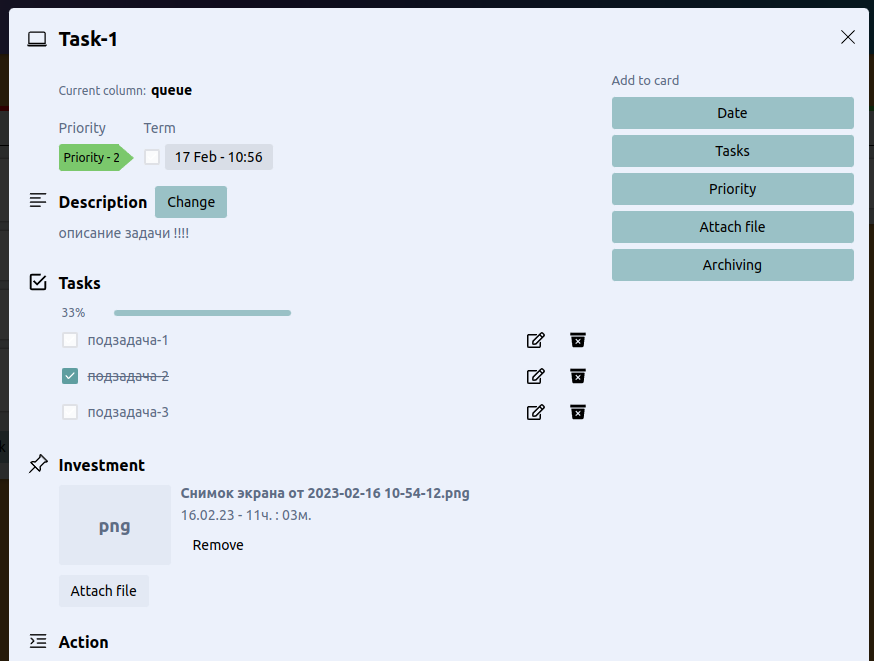 Task-1
Current column: queue
Priority
Term
Priority - 2
17 Feb - 10:56
Description
Change
описание задачи !!!!
Tasks
33%
подзадача-1
подзадача-2
подзадача-3
Investment
png
Снимок экрана от 2023-02-16 10-54-12.png
16.02.23 - 11ч. : 03м.
Remove
Attach file
Action
Add to card
Date
Tasks
Priority
Attach file
Archiving